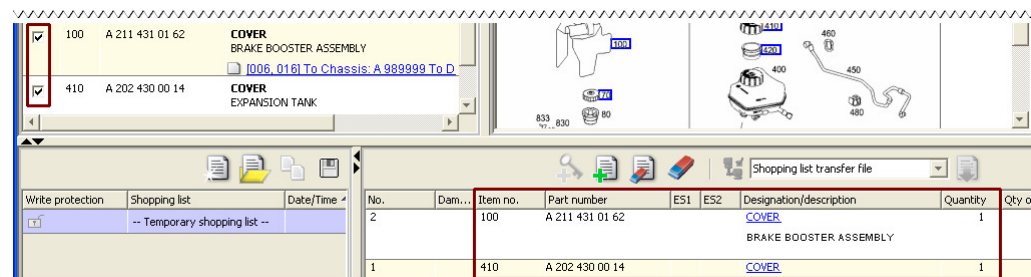 100 A 211 431 01 62 COVER
BRAKE BOOSTER ASSEMBLY
[006, 016] To Chassis: A 989999 To D
410 A 202 430 00 14 COVER
EXPANSION TANK
410
420
400
460
450
480
100
70
80
833 830
Shopping list transfer file
Write protection Shopping list Date/Time
-- Temporary shopping list --
No. Dam... Item no. Part number ES1 ES2 Designation/description Quantity Qty o
2 100 A 211 431 01 62 COVER 1
BRAKE BOOSTER ASSEMBLY
1 410 A 202 430 00 14 COVER 1